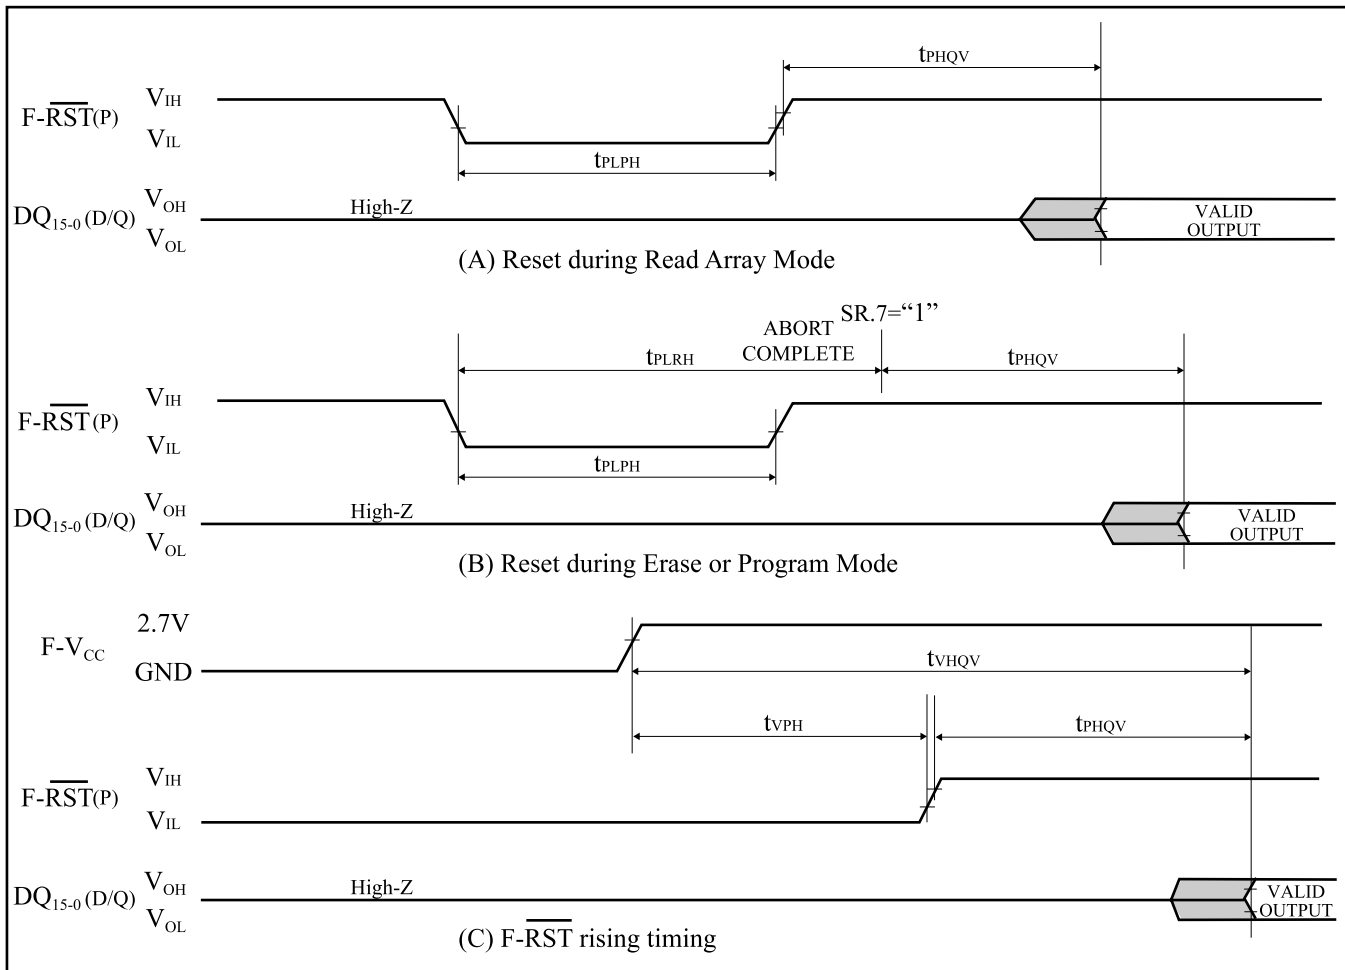 tPHQV
VIH
F-RST(P)
VIL
tPLPH
VOH
High-Z
DQ15-0 (D/Q)
VALID
OUTPUT
VOL
(A) Reset during Read Array Mode
SR.7=“1”
ABORT
COMPLETE
tPLRH
tPHQV
VIH
F-RST(P)
VIL
tPLPH
VOH
High-Z
DQ15-0 (D/Q)
VALID
OUTPUT
VOL
(B) Reset during Erase or Program Mode
2.7V
F-VCC
GND
tVHQV
tVPH
tPHQV
VIH
F-RST(P)
VIL
VOH
High-Z
DQ15-0 (D/Q)
VALID
OUTPUT
VOL
(C) F-RST rising timing